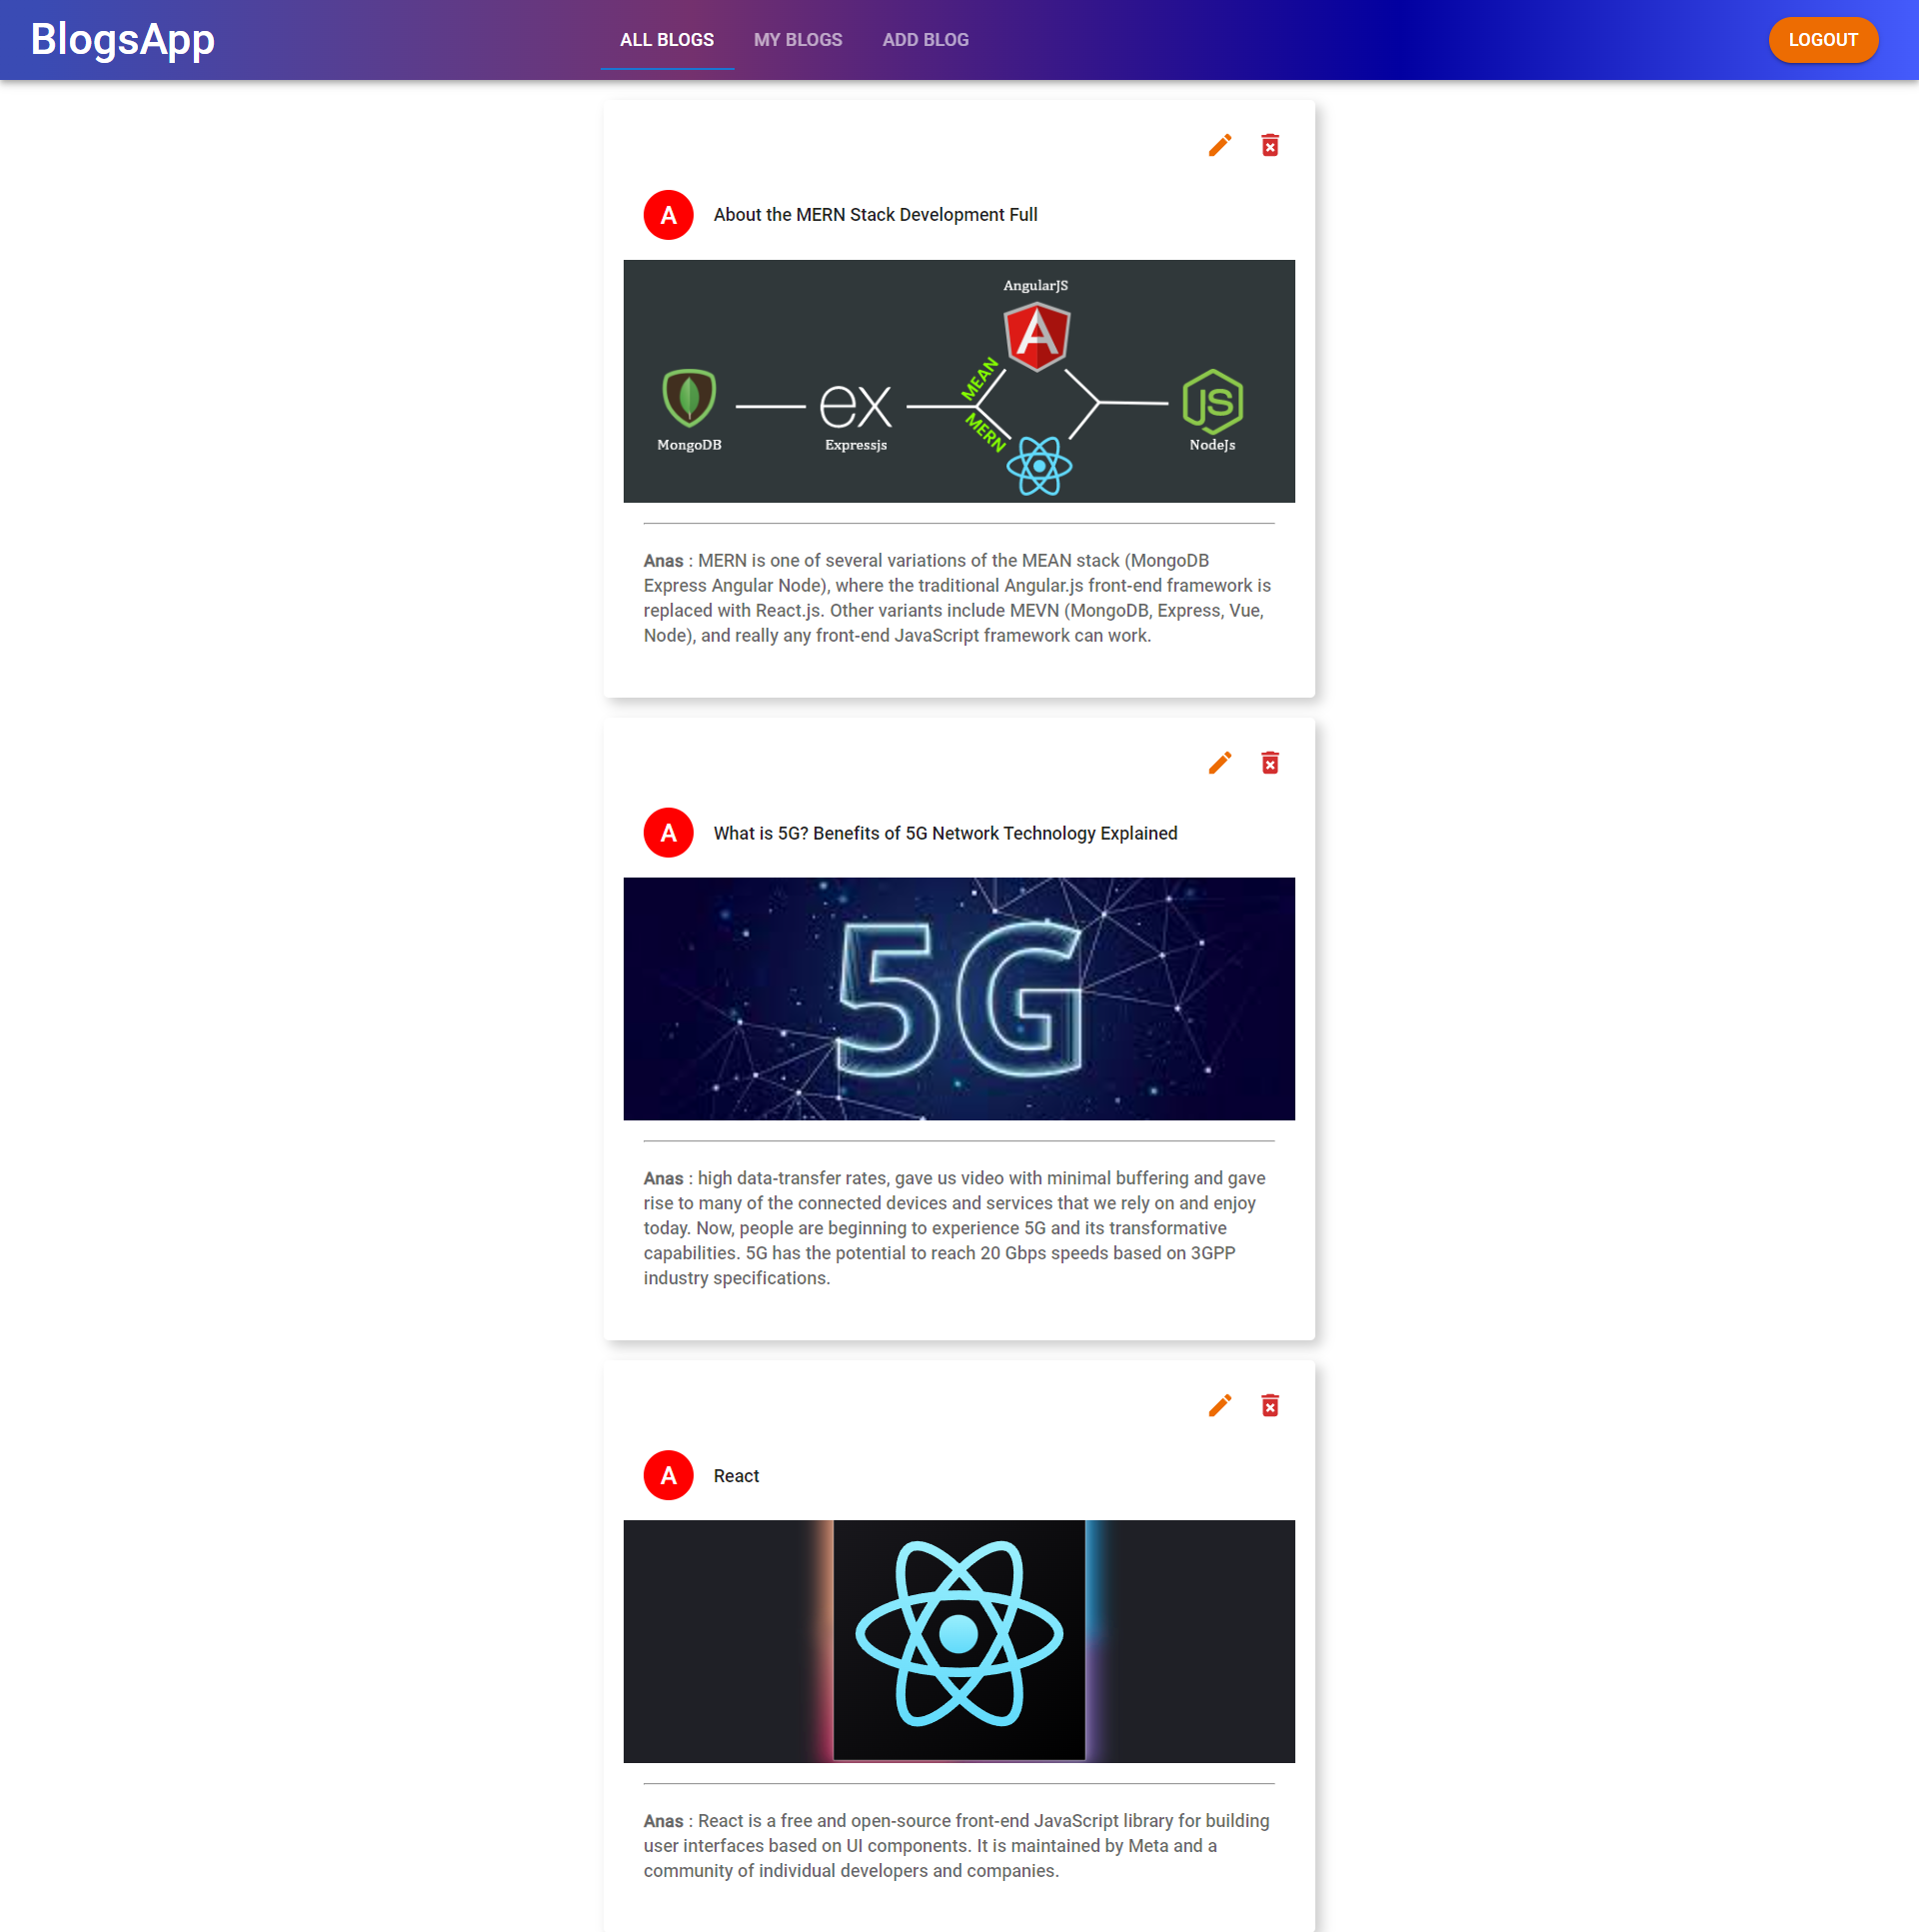 BlogsApp
ALL BLOGS MY BLOGS ADD BLOG
LOGOUT
A
About the MERN Stack Development Full
AngularJS
MEAN
MongoDB
ex
Expressjs
MERN
JS
NodeJs
Anas : MERN is one of several variations of the MEAN stack (MongoDB
Express Angular Node), where the traditional Angular.js front-end framework is
replaced with React.js. Other variants include MEVN (MongoDB, Express, Vue,
Node), and really any front-end JavaScript framework can work.
A
What is 5G? Benefits of 5G Network Technology Explained
5G
Anas : high data-transfer rates, gave us video with minimal buffering and gave
rise to many of the connected devices and services that we rely on and enjoy
today. Now, people are beginning to experience 5G and its transformative
capabilities. 5G has the potential to reach 20 Gbps speeds based on 3GPP
industry specifications.
A
React
Anas : React is a free and open-source front-end JavaScript library for building
user interfaces based on UI components. It is maintained by Meta and a
community of individual developers and companies.